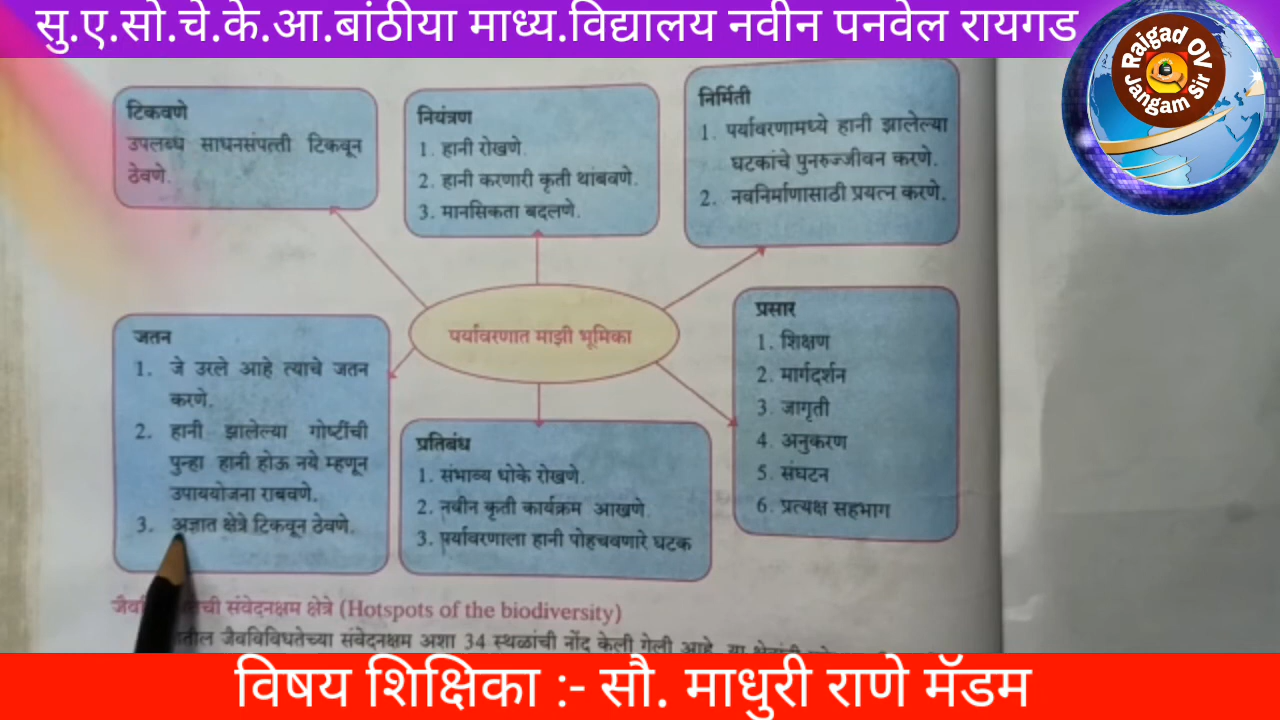 सु.ए.सो.चे.के.आ.बांठीया माध्य.विद्यालय नवीन पनवेल रायगड
Raigad OV
Jangam Sir
टिकवणे
उपलब्ध साधनसंपत्ती टिकवून
ठेवणे.
नियंत्रण
1. हानी रोखणे.
2. हानी करणारी कृती थांबवणे.
3. मानसिकता बदलणे.
निर्मिती
1. पर्यावरणामध्ये हानी झालेल्या
घटकांचे पुनरुज्जीवन करणे.
2. नवनिर्माणासाठी प्रयत्न करणे.
पर्यावरणात माझी भूमिका
जतन
1. जे उरले आहे त्याचे जतन
करणे.
2. हानी झालेल्या गोष्टींची
पुन्हा हानी होऊ नये म्हणून
उपाययोजना राबवणे.
3. अज्ञात क्षेत्रे टिकवून ठेवणे.
प्रतिबंध
1. संभाव्य धोके रोखणे.
2. नवीन कृती कार्यक्रम आखणे.
3. पर्यावरणाला हानी पोहचवणारे घटक
प्रसार
1. शिक्षण
2. मार्गदर्शन
3. जागृती
4. अनुकरण
5. संघटन
6. प्रत्यक्ष सहभाग
संवेदनक्षम क्षेत्रे (Hotspots of the biodiversity)
जैवविविधतेच्या संवेदनक्षम अशा 34 स्थळांची नोंद केली गेली आहे.
विषय शिक्षिका :- सौ. माधुरी राणे मॅडम